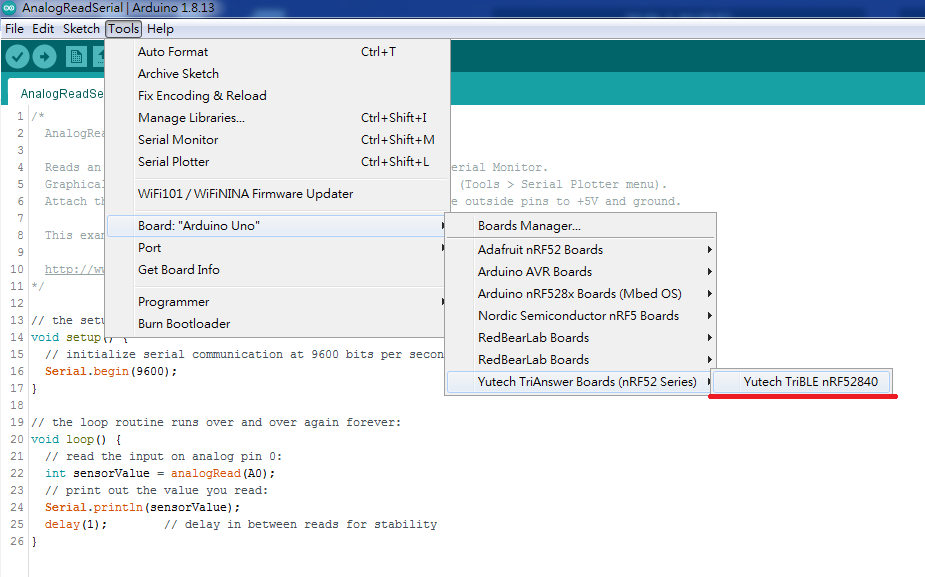 AnalogReadSerial | Arduino 1.8.13
File Edit Sketch Tools Help
AnalogReadSe
Auto Format Ctrl+T
Archive Sketch
Fix Encoding & Reload
Manage Libraries... Ctrl+Shift+I
Serial Monitor Ctrl+Shift+M
Serial Plotter Ctrl+Shift+L
WiFi101 / WiFiNINA Firmware Updater
Board: "Arduino Uno"
Port
Get Board Info
Programmer
Burn Bootloader
Boards Manager...
Adafruit nRF52 Boards
Arduino AVR Boards
Arduino nRF528x Boards (Mbed OS)
Nordic Semiconductor nRF5 Boards
RedBearLab Boards
RedBearLab Boards
Yutech TriAnswer Boards (nRF52 Series)
Yutech TriBLE nRF52840
1 /*
2 AnalogRea
3
4 Reads an erial Monitor.
5 Graphical (Tools > Serial Plotter menu).
6 Attach th e outside pins to +5V and ground.
7
8 This exam
9
10 http://ww
11 */
12
13 // the setu
14 void setup() {
15 // initialize serial communication at 9600 bits per secon
16 Serial.begin(9600);
17 }
18
19 // the loop routine runs over and over again forever:
20 void loop() {
21 // read the input on analog pin 0:
22 int sensorValue = analogRead(A0);
23 // print out the value you read:
24 Serial.println(sensorValue);
25 delay(1); // delay in between reads for stability
26 }